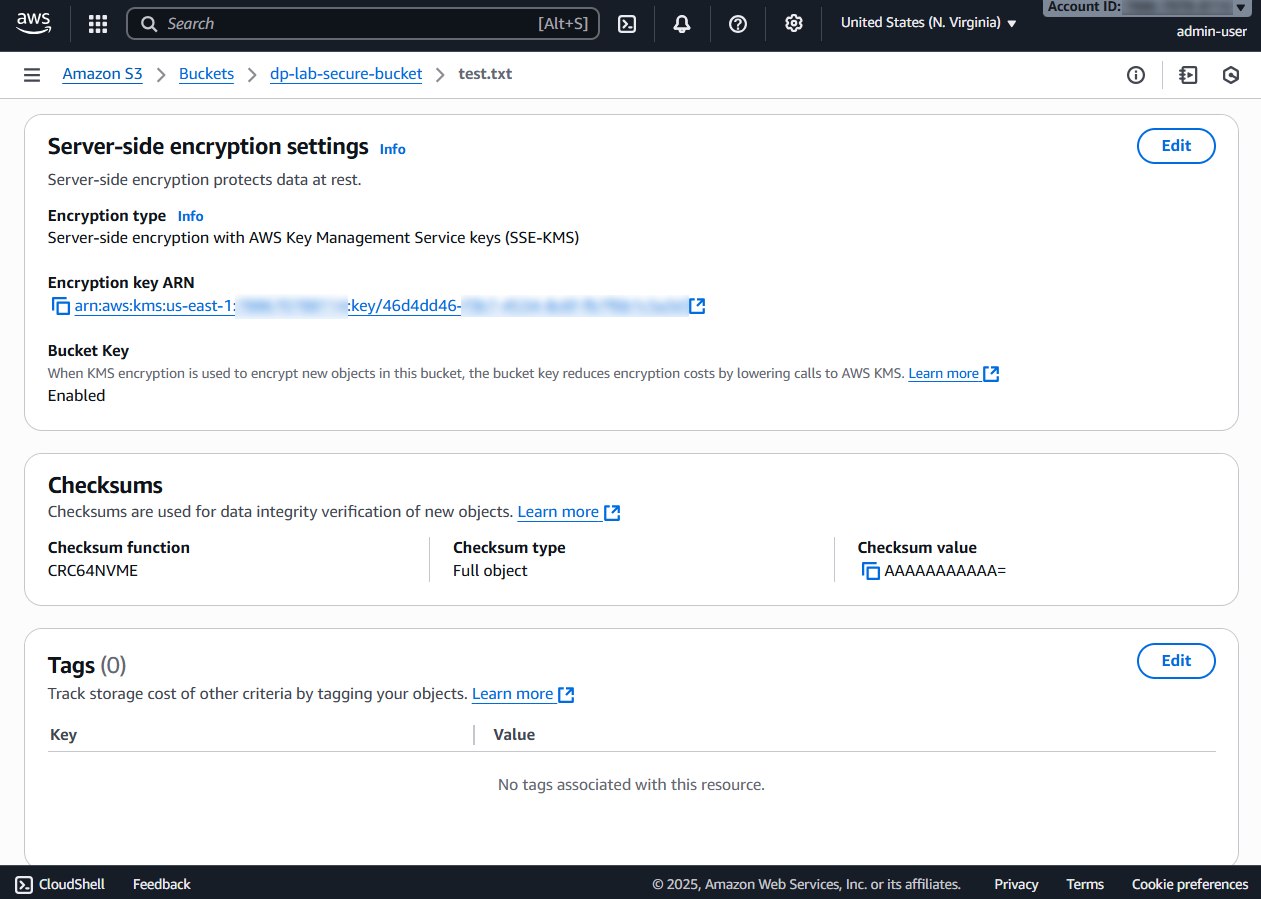 aws
Search [Alt+S]
United States (N. Virginia)
Account ID:
admin-user
Amazon S3 > Buckets > dp-lab-secure-bucket > test.txt
Server-side encryption settings Info
Edit
Server-side encryption protects data at rest.
Encryption type Info
Server-side encryption with AWS Key Management Service keys (SSE-KMS)
Encryption key ARN
arn:aws:kms:us-east-1: :key/46d4dd46-
Bucket Key
When KMS encryption is used to encrypt new objects in this bucket, the bucket key reduces encryption costs by lowering calls to AWS KMS. Learn more
Enabled
Checksums
Checksums are used for data integrity verification of new objects. Learn more
Checksum function
CRC64NVME
Checksum type
Full object
Checksum value
AAAAAAAAAAA=
Tags (0)
Edit
Track storage cost of other criteria by tagging your objects. Learn more
Key Value
No tags associated with this resource.
CloudShell Feedback © 2025, Amazon Web Services, Inc. or its affiliates. Privacy Terms Cookie preferences